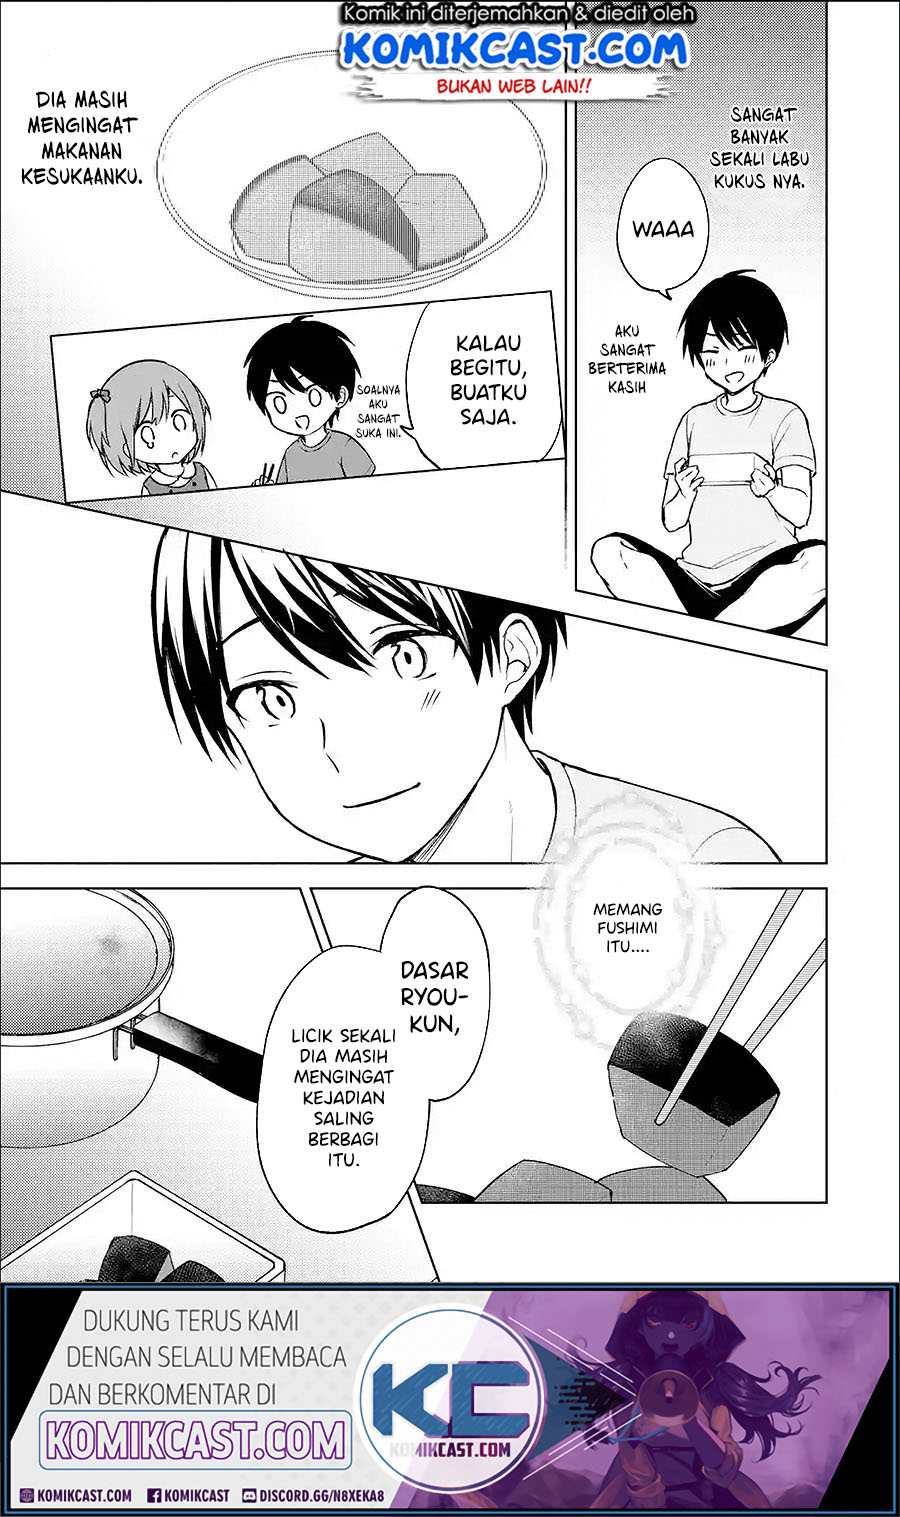 Komik ini diterjemahkan & diedit oleh
KOMIKCAST.COM
BUKAN WEB LAIN!!
SANGAT
BANYAK
SEKALI LABU
KUKUS NYA.
WAAA
AKU
SANGAT
BERTERIMA
KASIH
DIA MASIH
MENGINGAT
MAKANAN
KESUKAANKU.
KALAU
BEGITU,
BUATKU
SAJA.
SOALNYA
AKU
SANGAT
SUKA INI.
MEMANG
FUSHIMI
ITU....
DASAR
RYOU-
KUN,
LICIK SEKALI
DIA MASIH
MENGINGAT
KEJADIAN
SALING
BERBAGI
ITU.
DUKUNG TERUS KAMI
DENGAN SELALU MEMBACA
DAN BERKOMENTAR DI
KOMIKCAST.COM
KC
KOMIKCAST.COM
KOMIKCAST.COM KOMIKCAST DISCORD.GG/N8XEKA8